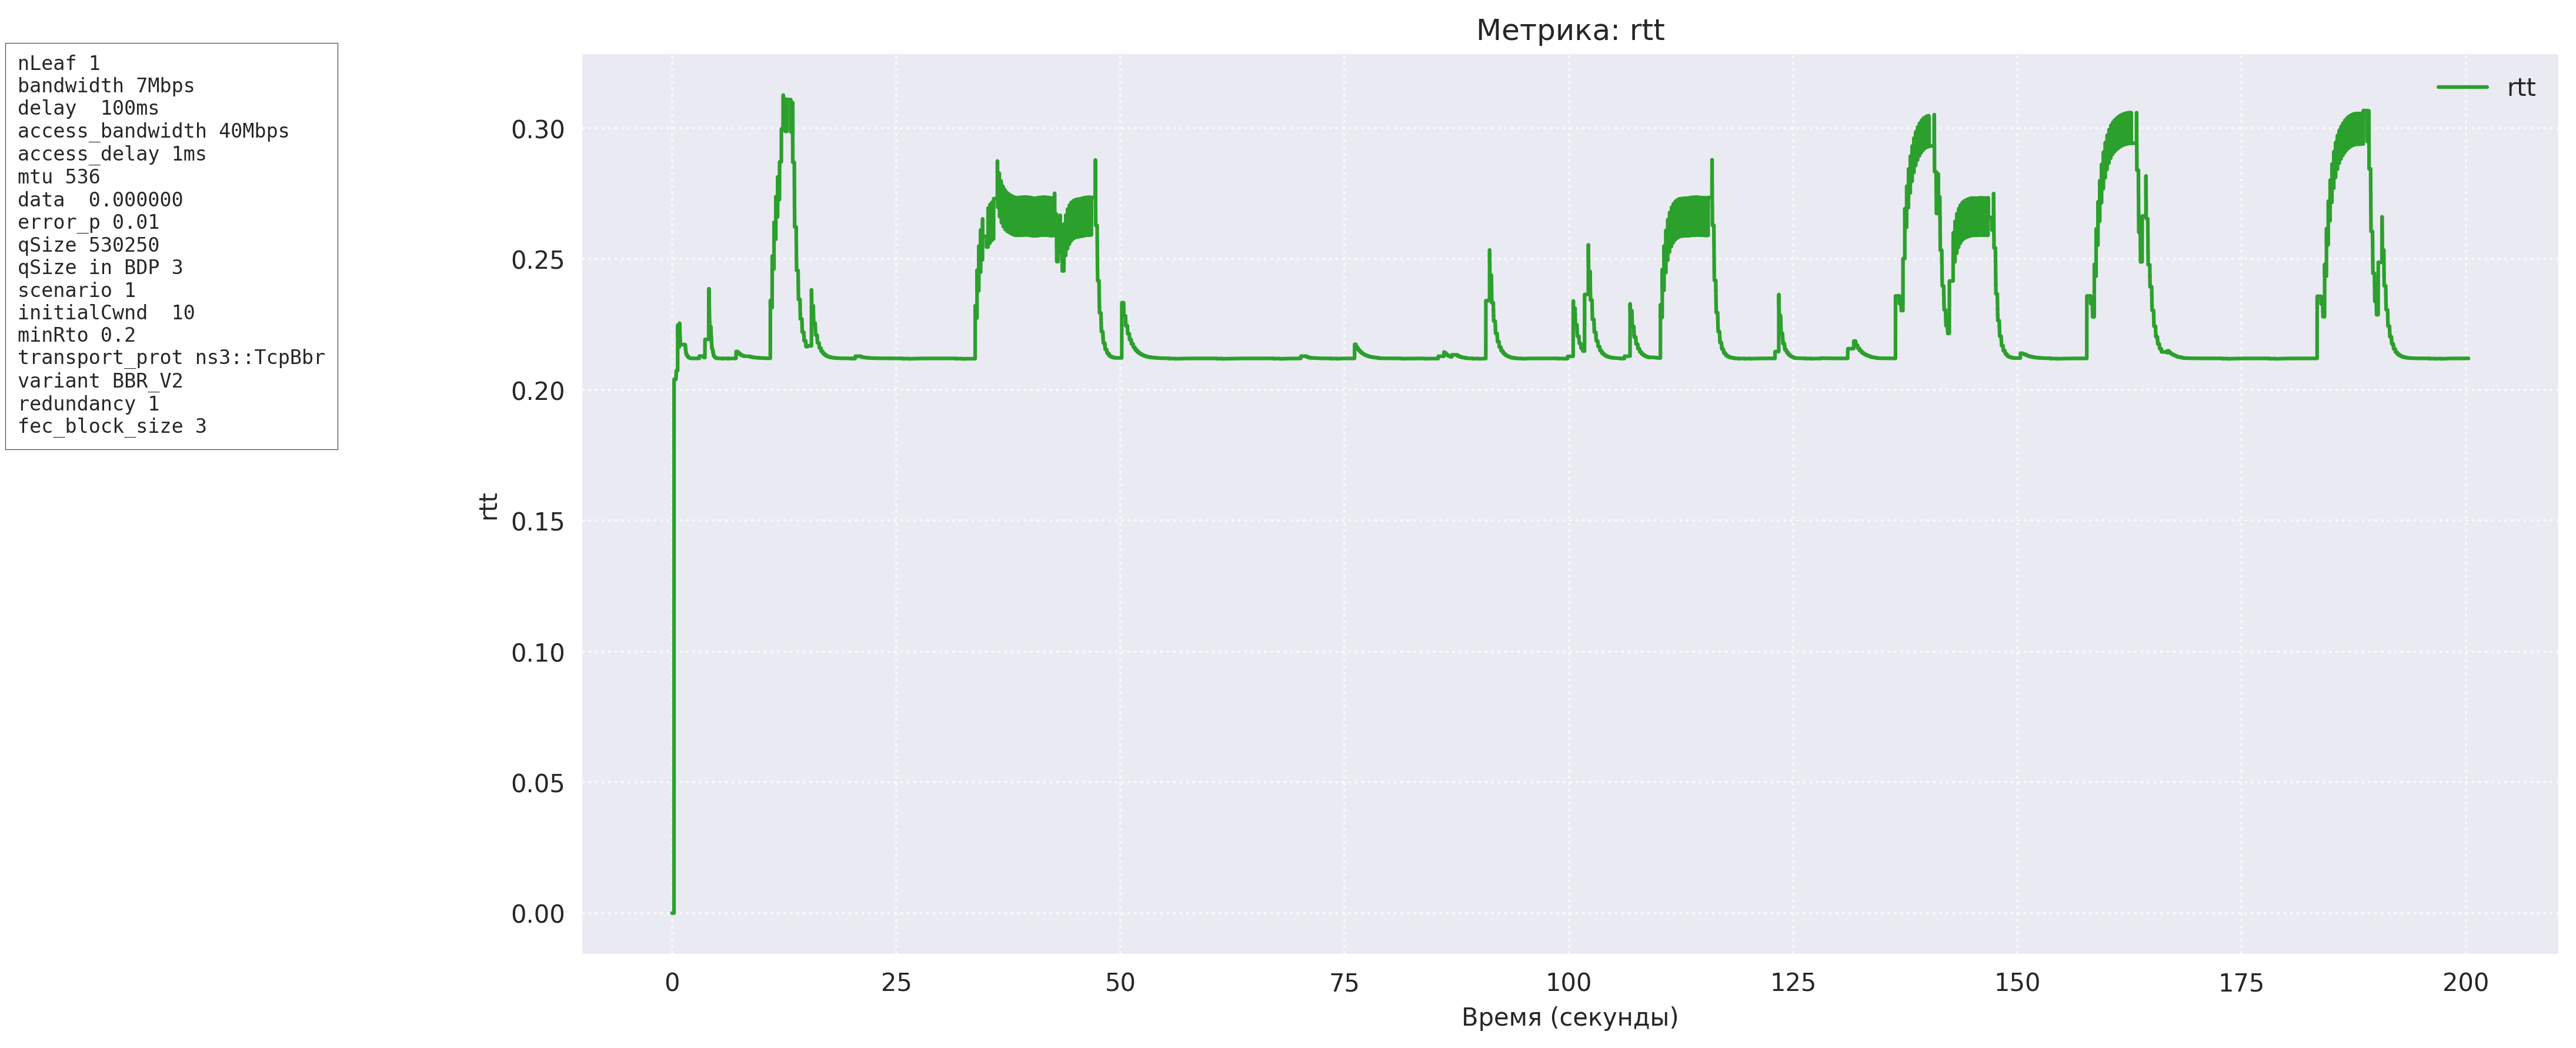 Метрика: rtt
nLeaf 1
bandwidth 7Mbps
delay  100ms
access_bandwidth 40Mbps
access_delay 1ms
mtu 536
data  0.000000
error_p 0.01
qSize 530250
qSize in BDP 3
scenario 1
initialCwnd  10
minRto 0.2
transport_prot ns3::TcpBbr
variant BBR_V2
redundancy 1
fec_block_size 3
rtt
rtt
0.30
0.25
0.20
0.15
0.10
0.05
0.00
0 25 50 75 100 125 150 175 200
Время (секунды)